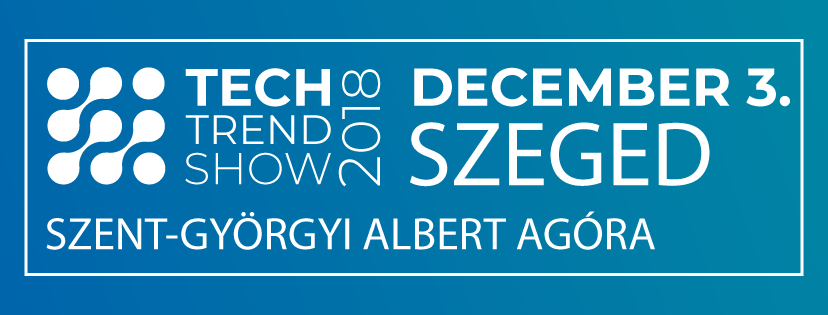 TECH
TREND
SHOW
2018
DECEMBER 3.
SZEGED
SZENT-GYÖRGYI ALBERT AGÓRA